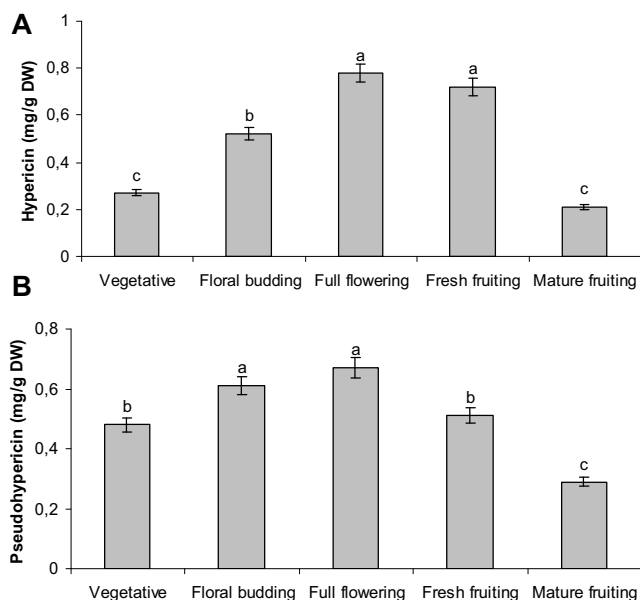 A
Hypericin (mg/g DW)
1
0,8
0,6
0,4
0,2
0
c
b
a
a
c
Vegetative Floral budding Full flowering Fresh fruiting Mature fruiting
B
Pseudohypericin (mg/g DW)
0,8
0,6
0,4
0,2
0
b
a
a
b
c
Vegetative Floral budding Full flowering Fresh fruiting Mature fruiting